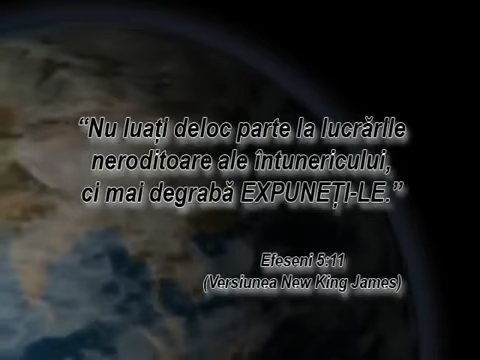 “Nu luați deloc parte la lucrările
neroditoare ale întunericului,
ci mai degrabă EXPUNEȚI-LE.”
Efeseni 5:11
(Versiunea New King James)